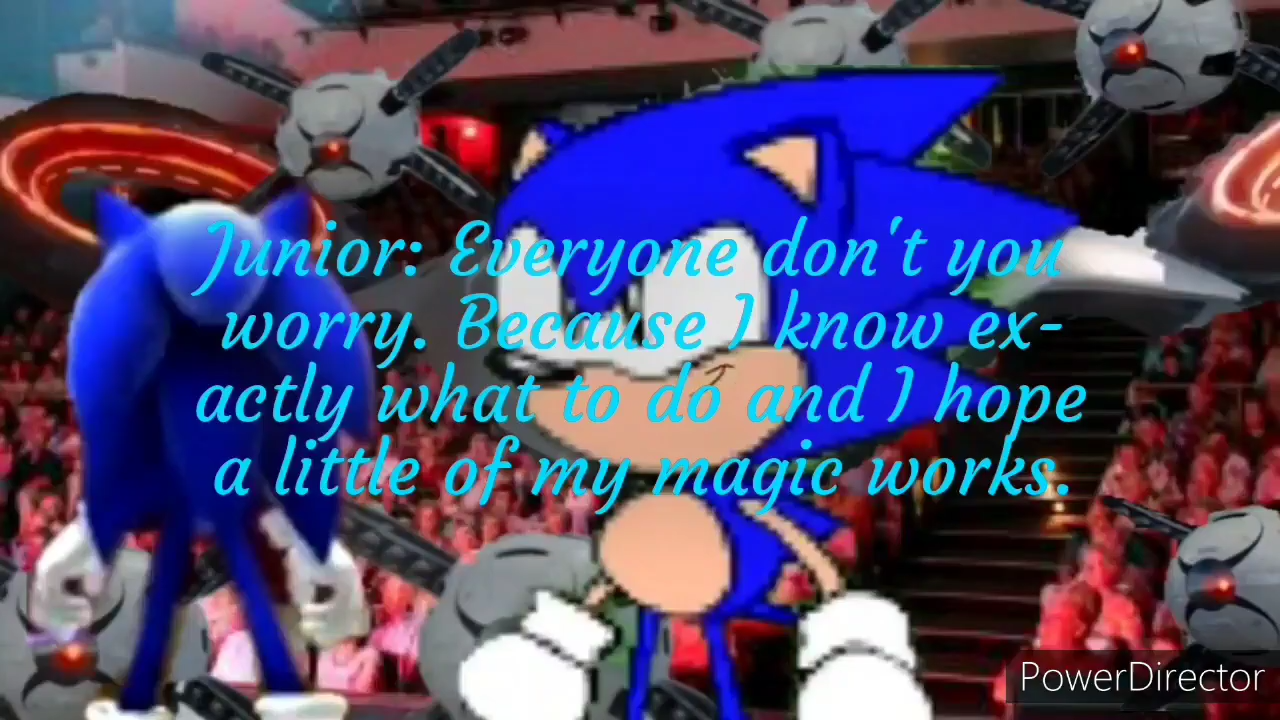 Junior: Everyone don't you
worry. Because I know ex-
actly what to do and I hope
a little of my magic works.
PowerDirector